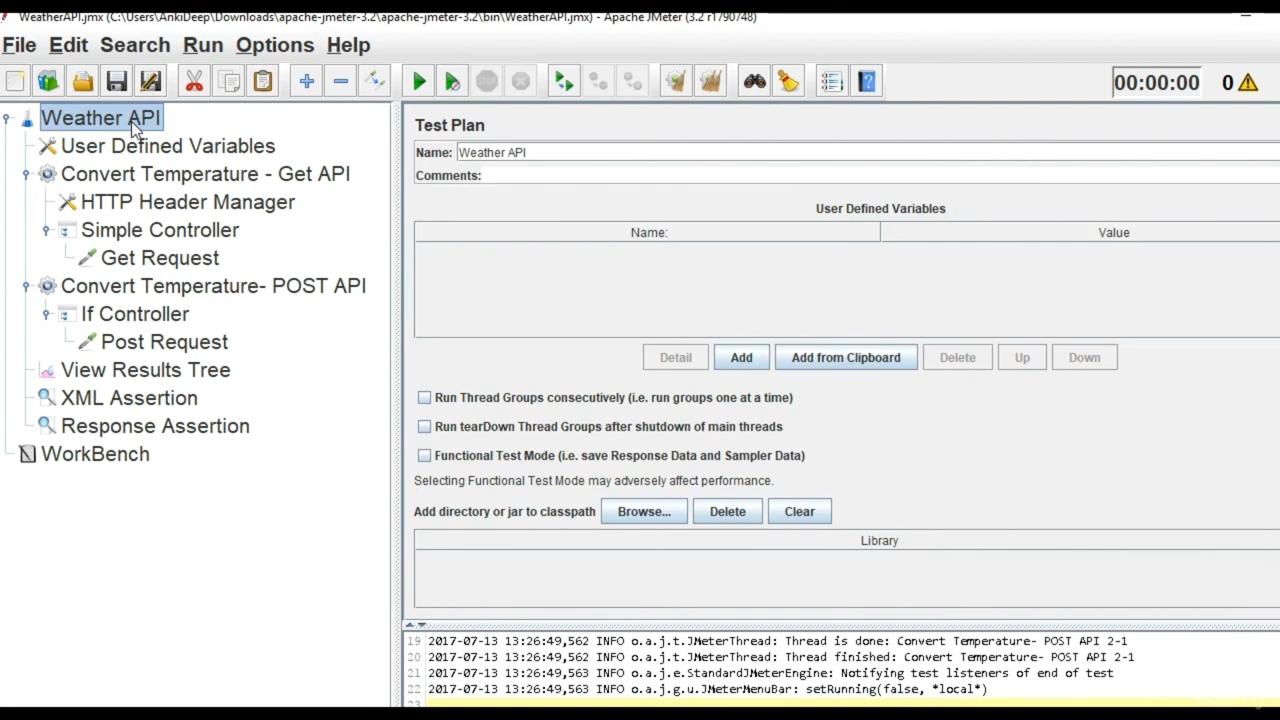 WeatherAPI.jmx (C:\Users\AnkiDeep\Downloads\apache-jmeter-3.2\apache-jmeter-3.2\bin\WeatherAPI.jmx) - Apache JMeter (3.2 r1790748)
File Edit Search Run Options Help
00:00:00 0
Weather API
User Defined Variables
Convert Temperature - Get API
HTTP Header Manager
Simple Controller
Get Request
Convert Temperature- POST API
If Controller
Post Request
View Results Tree
XML Assertion
Response Assertion
WorkBench
Test Plan
Name: Weather API
Comments:
User Defined Variables
Name: Value
Detail Add Add from Clipboard Delete Up Down
Run Thread Groups consecutively (i.e. run groups one at a time)
Run tearDown Thread Groups after shutdown of main threads
Functional Test Mode (i.e. save Response Data and Sampler Data)
Selecting Functional Test Mode may adversely affect performance.
Add directory or jar to classpath Browse... Delete Clear
Library
19 2017-07-13 13:26:49,562 INFO o.a.j.t.JMeterThread: Thread is done: Convert Temperature- POST API 2-1
20 2017-07-13 13:26:49,562 INFO o.a.j.t.JMeterThread: Thread finished: Convert Temperature- POST API 2-1
21 2017-07-13 13:26:49,563 INFO o.a.j.e.StandardJMeterEngine: Notifying test listeners of end of test
22 2017-07-13 13:26:49,563 INFO o.a.j.g.u.JMeterMenuBar: setRunning(false, *local*)
23